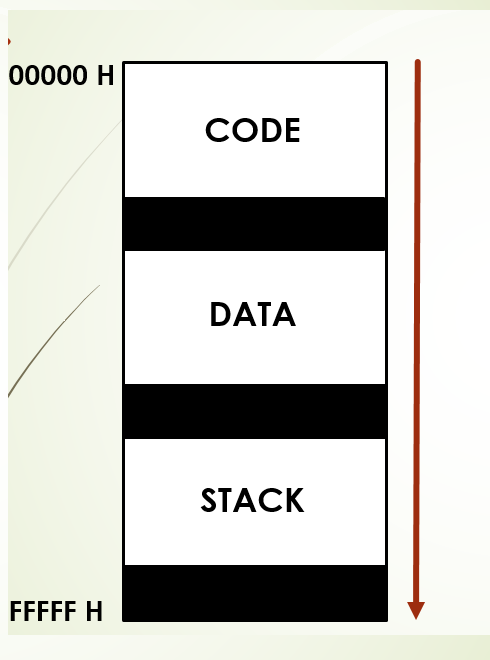 00000 H
CODE
DATA
STACK
FFFFF H